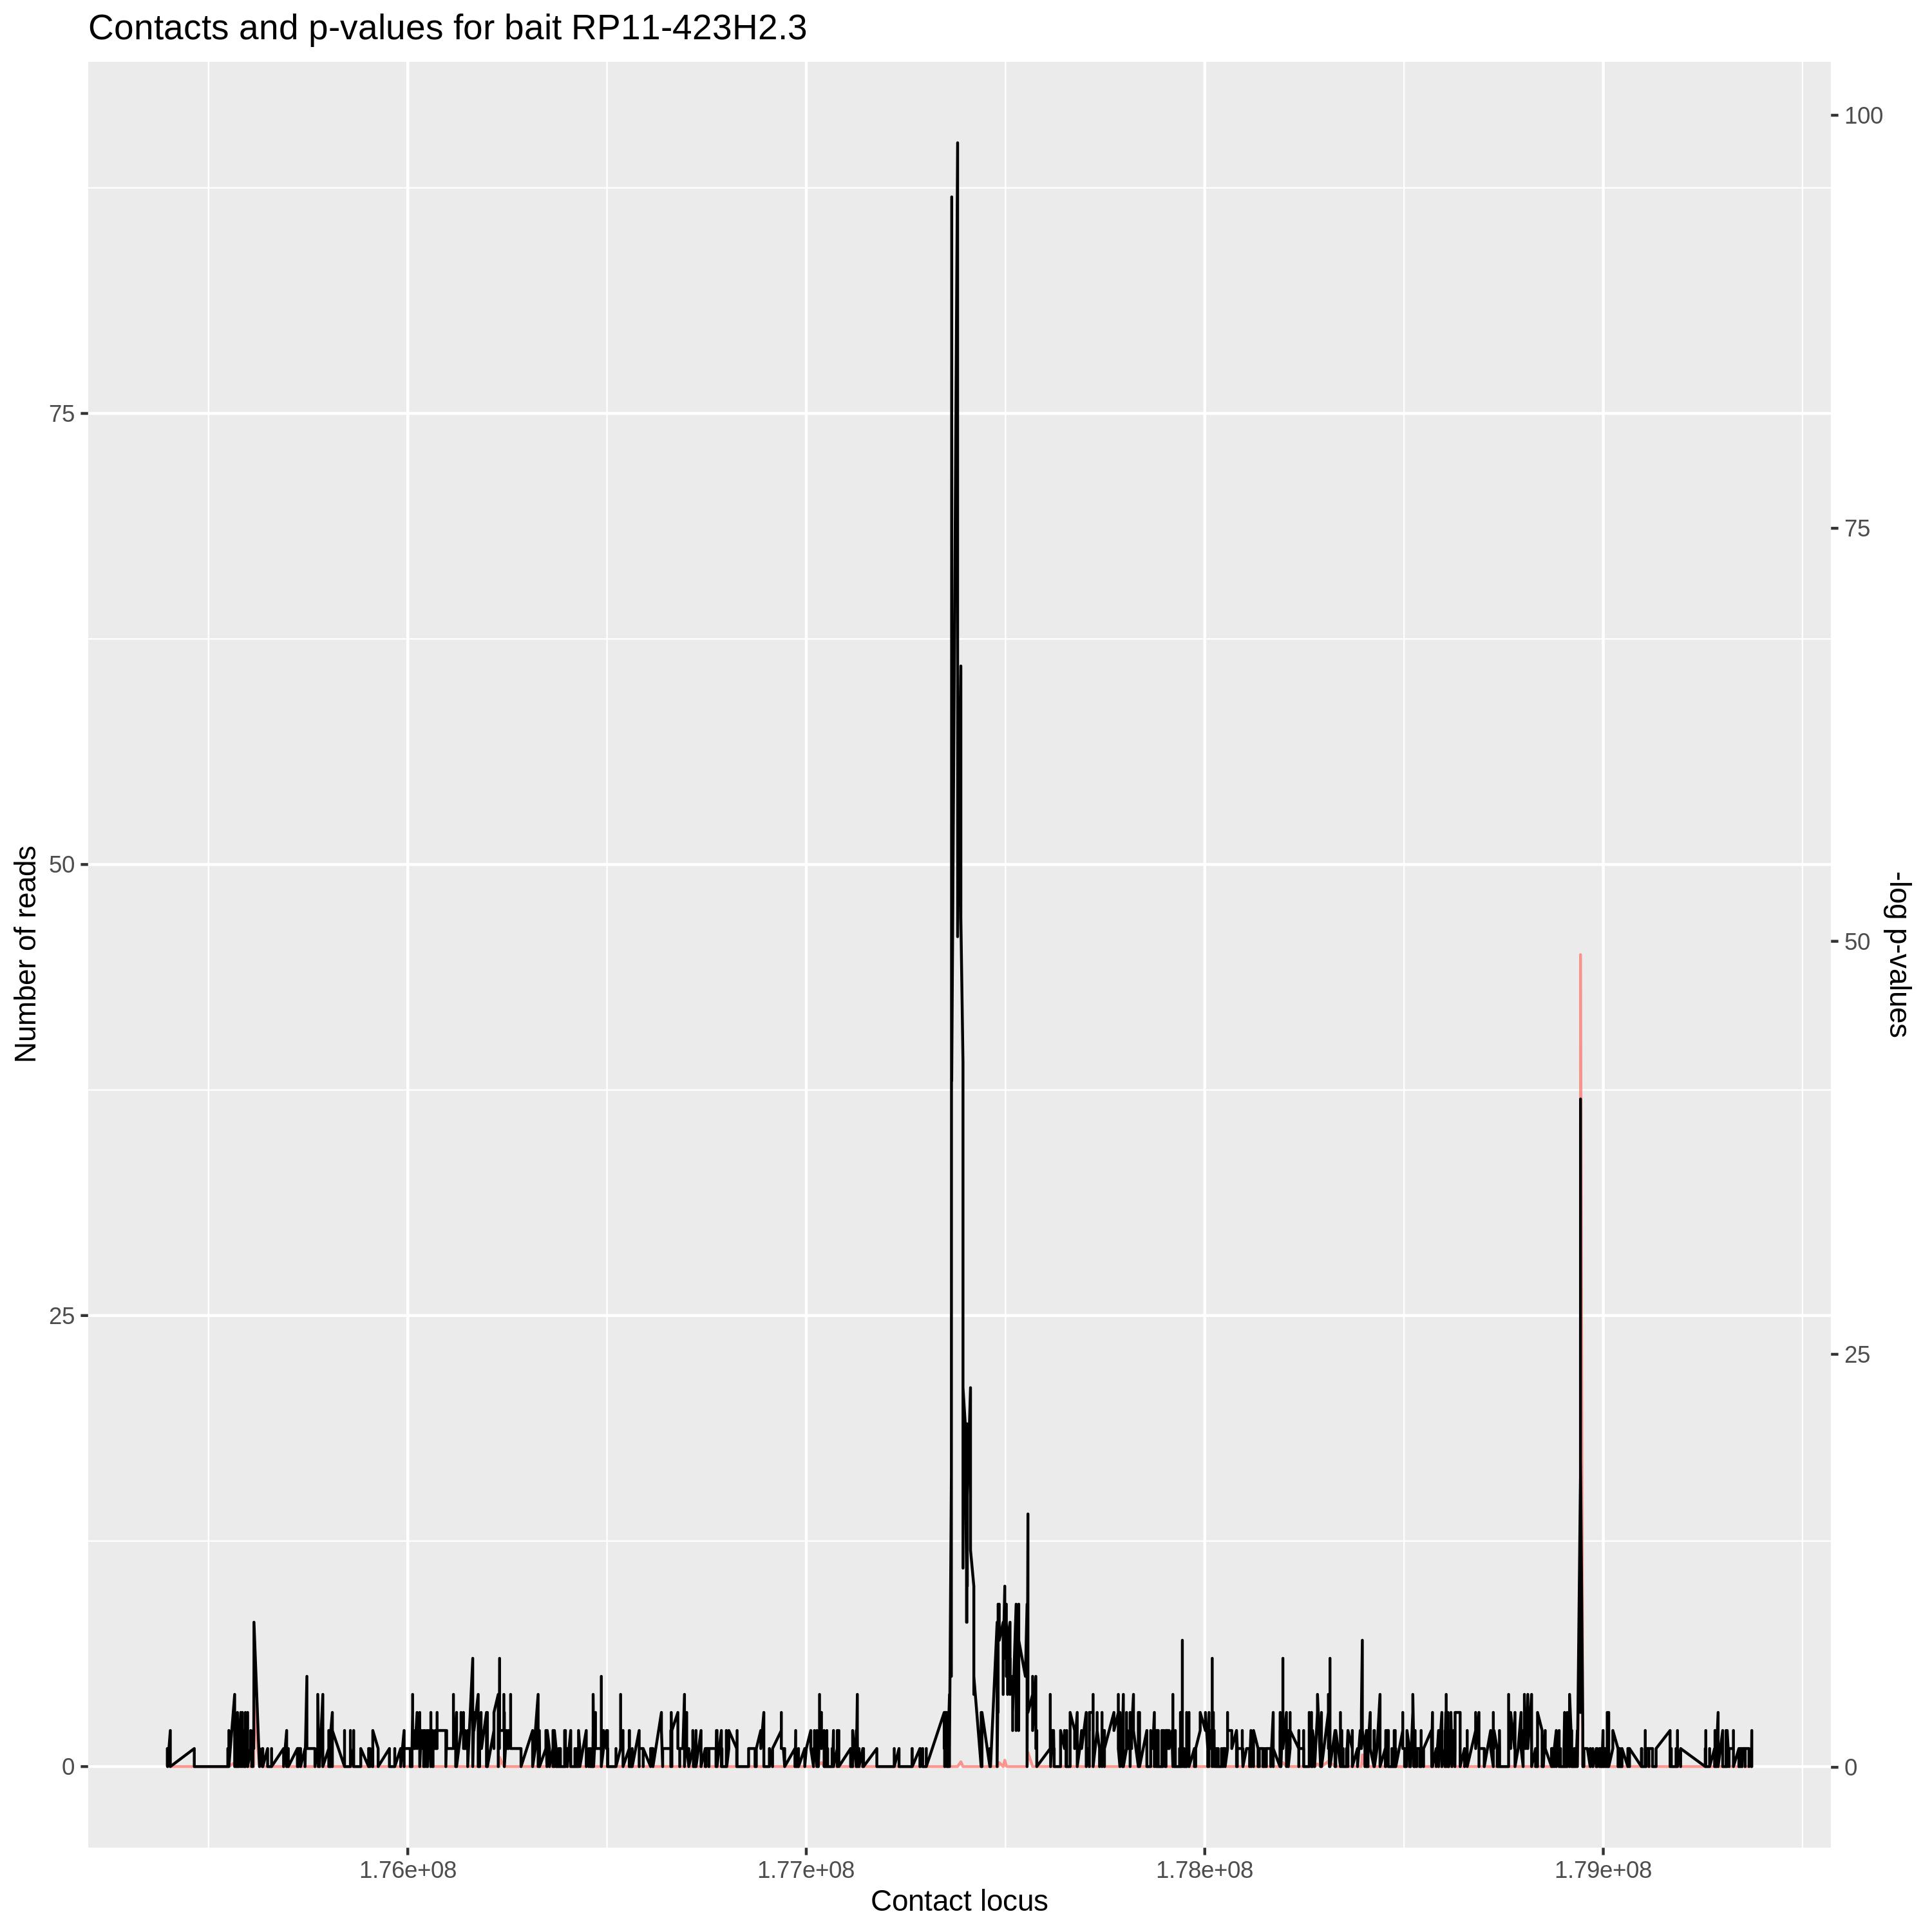 Contacts and p-values for bait RP11-423H2.3
100
75
75
50
50
25
25
0
0
Number of reads
-log p-values
1.76e+08
1.77e+08
1.78e+08
1.79e+08
Contact locus